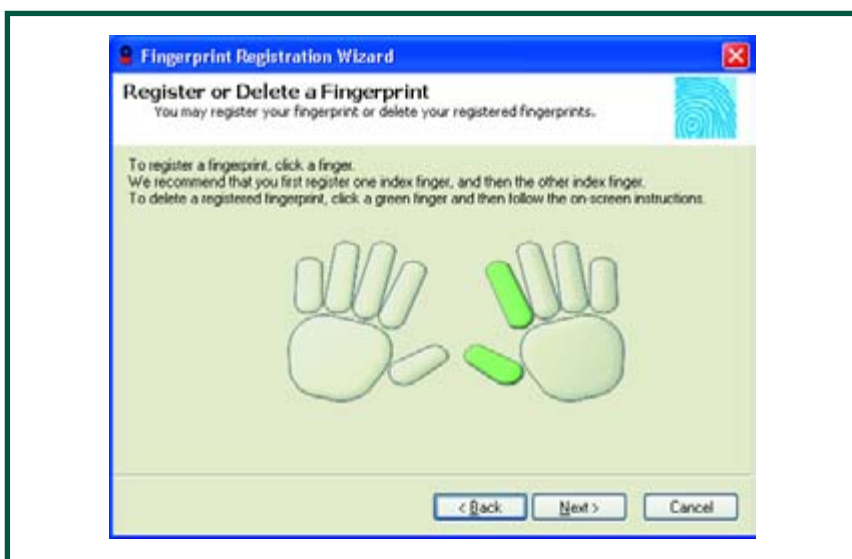 Fingerprint Registration Wizard
Register or Delete a Fingerprint
You may register your fingerprint or delete your registered fingerprints.
To register a fingerprint, click a finger.
We recommend that you first register one index finger, and then the other index finger.
To delete a registered fingerprint, click a green finger and then follow the on-screen instructions.
< Back
Next >
Cancel